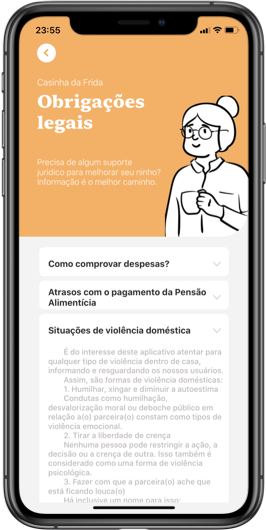 23:55
Casinha da Frida
Obrigações
legais
Precisa de algum suporte
jurídico para melhorar seu ninho?
Informação é o melhor caminho.
Como comprovar despesas?
Atrasos com o pagamento da Pensão
Alimentícia
Situações de violência doméstica
É do interesse deste aplicativo atentar para
qualquer tipo de violência dentro de casa,
informando e resguardando os nossos usuários.
Assim, são formas de violência domésticas:
1. Humilhar, xingar e diminuir a autoestima
Condutas como humilhação,
desvalorização moral ou deboche público em
relação a(o) parceira(o) constam como tipos de
violência emocional.
2. Tirar a liberdade de crença
Nenhuma pessoa pode restringir a ação, a
decisão ou a crença de outra. Isso também é
considerado como uma forma de violência
psicológica.
3. Fazer com que a parceira(o) ache que
está ficando louca(o)
Há inclusive um nome para isso: